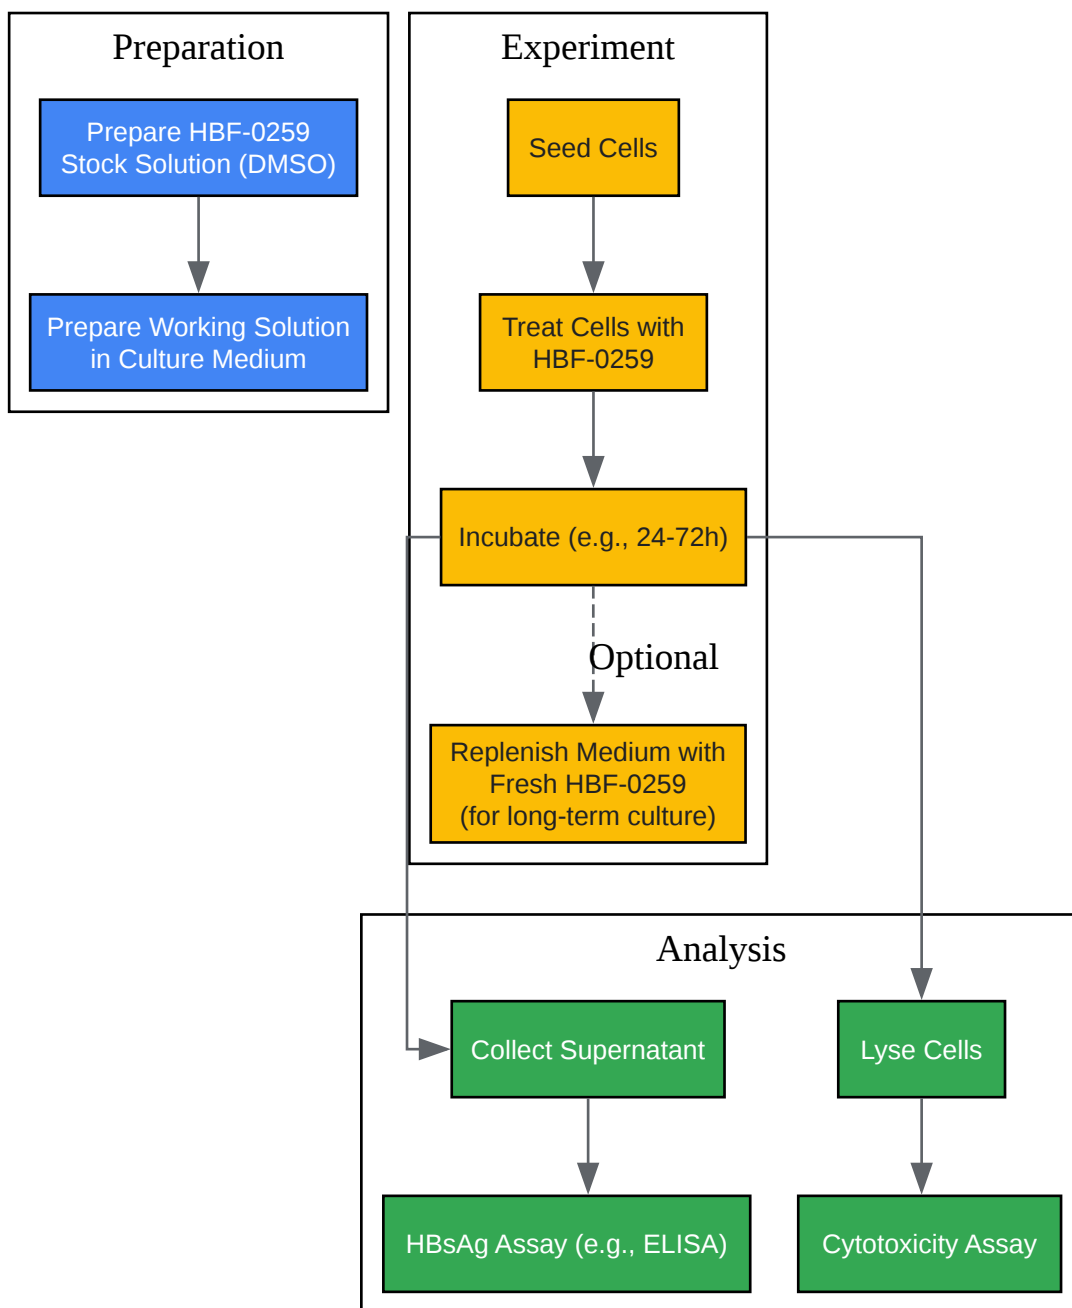 Preparation
Prepare HBF-0259
Stock Solution (DMSO)
Prepare Working Solution
in Culture Medium
Experiment
Seed Cells
Treat Cells with
HBF-0259
Incubate (e.g., 24-72h)
Optional
Replenish Medium with
Fresh HBF-0259
(for long-term culture)
Analysis
Collect Supernatant
Lyse Cells
HBsAg Assay (e.g., ELISA)
Cytotoxicity Assay